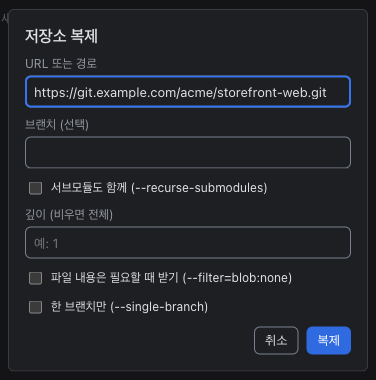 저장소 복제
URL 또는 경로
https://git.example.com/acme/storefront-web.git
브랜치 (선택)
서브모듈도 함께 (--recurse-submodules)
깊이 (비우면 전체)
예: 1
파일 내용은 필요할 때 받기 (--filter=blob:none)
한 브랜치만 (--single-branch)
취소 복제